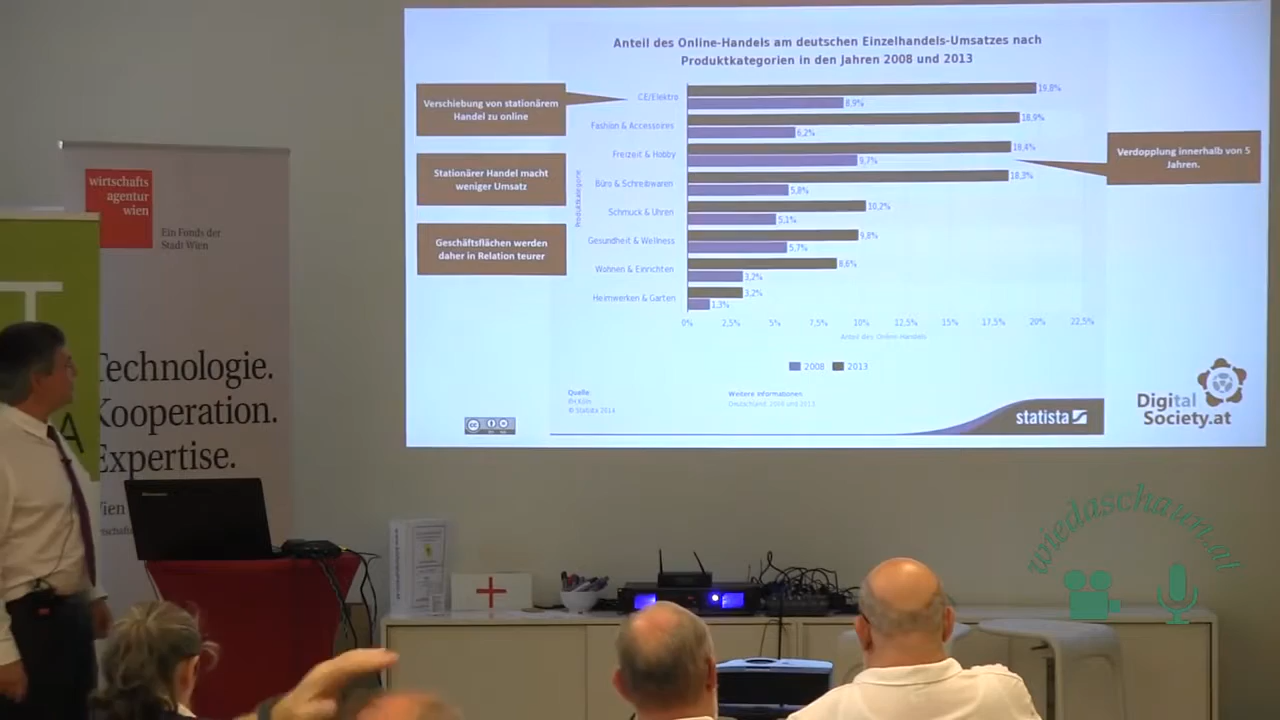 Anteil des Online-Handels am deutschen Einzelhandels-Umsatzes nach
Produktkategorien in den Jahren 2008 und 2013
Verschiebung von stationärem
Handel zu online
Stationärer Handel macht
weniger Umsatz
Geschäftsflächen werden
daher in Relation teurer
Verdopplung innerhalb von 5
Jahren.
Produktkategorie
CE/Elektro
19,8%
8,9%
Fashion & Accessoires
18,9%
6,2%
Freizeit & Hobby
18,4%
9,7%
Büro & Schreibwaren
18,3%
5,8%
Schmuck & Uhren
10,2%
5,1%
Gesundheit & Wellness
9,8%
5,7%
Wohnen & Einrichten
8,6%
3,2%
Heimwerken & Garten
3,2%
1,3%
0% 2,5% 5% 7,5% 10% 12,5% 15% 17,5% 20% 22,5%
Anteil des Online-Handels
2008 2013
Quelle:
IFH Köln
© Statista 2014
Weitere Informationen:
Deutschland; 2008 und 2013
statista
Digital
Society.at
cc
wirtschafts
agentur
wien
Ein Fonds der
Stadt Wien
Technologie.
Kooperation.
Expertise.
T
A
wiedaschaun.at